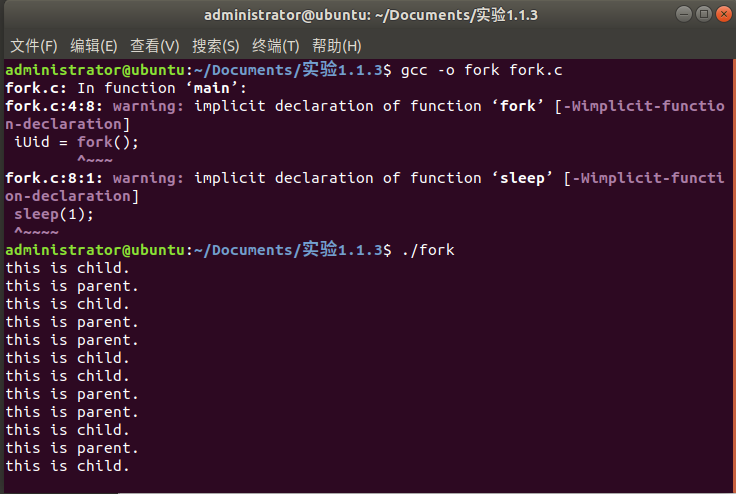 administrator@ubuntu: ~/Documents/实验1.1.3
文件(F) 编辑(E) 查看(V) 搜索(S) 终端(T) 帮助(H)
administrator@ubuntu:~/Documents/实验1.1.3$ gcc -o fork fork.c
fork.c: In function ‘main’:
fork.c:4:8: warning: implicit declaration of function ‘fork’ [-Wimplicit-functio
n-declaration]
 iUid = fork();
        ^~~~
fork.c:8:1: warning: implicit declaration of function ‘sleep’ [-Wimplicit-functi
on-declaration]
 sleep(1);
 ^~~~~
administrator@ubuntu:~/Documents/实验1.1.3$ ./fork
this is child.
this is parent.
this is child.
this is parent.
this is parent.
this is child.
this is child.
this is parent.
this is parent.
this is child.
this is parent.
this is child.